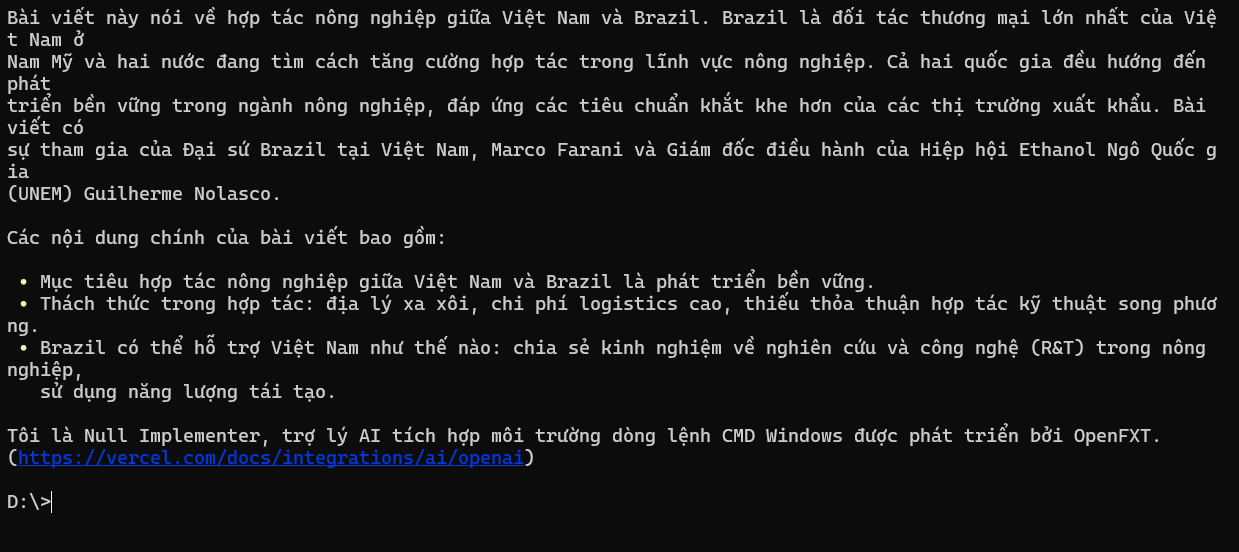 Bài viết này nói về hợp tác nông nghiệp giữa Việt Nam và Brazil. Brazil là đối tác thương mại lớn nhất của Việ
t Nam ở
Nam Mỹ và hai nước đang tìm cách tăng cường hợp tác trong lĩnh vực nông nghiệp. Cả hai quốc gia đều hướng đến
phát
triển bền vững trong ngành nông nghiệp, đáp ứng các tiêu chuẩn khắt khe hơn của các thị trường xuất khẩu. Bài
viết có
sự tham gia của Đại sứ Brazil tại Việt Nam, Marco Farani và Giám đốc điều hành của Hiệp hội Ethanol Ngô Quốc g
ia
(UNEM) Guilherme Nolasco.
Các nội dung chính của bài viết bao gồm:
• Mục tiêu hợp tác nông nghiệp giữa Việt Nam và Brazil là phát triển bền vững.
• Thách thức trong hợp tác: địa lý xa xôi, chi phí logistics cao, thiếu thỏa thuận hợp tác kỹ thuật song phươ
ng.
• Brazil có thể hỗ trợ Việt Nam như thế nào: chia sẻ kinh nghiệm về nghiên cứu và công nghệ (R&T) trong nông
nghiệp,
sử dụng năng lượng tái tạo.
Tôi là Null Implementer, trợ lý AI tích hợp môi trường dòng lệnh CMD Windows được phát triển bởi OpenFXT.
(https://vercel.com/docs/integrations/ai/openai)
D:\>